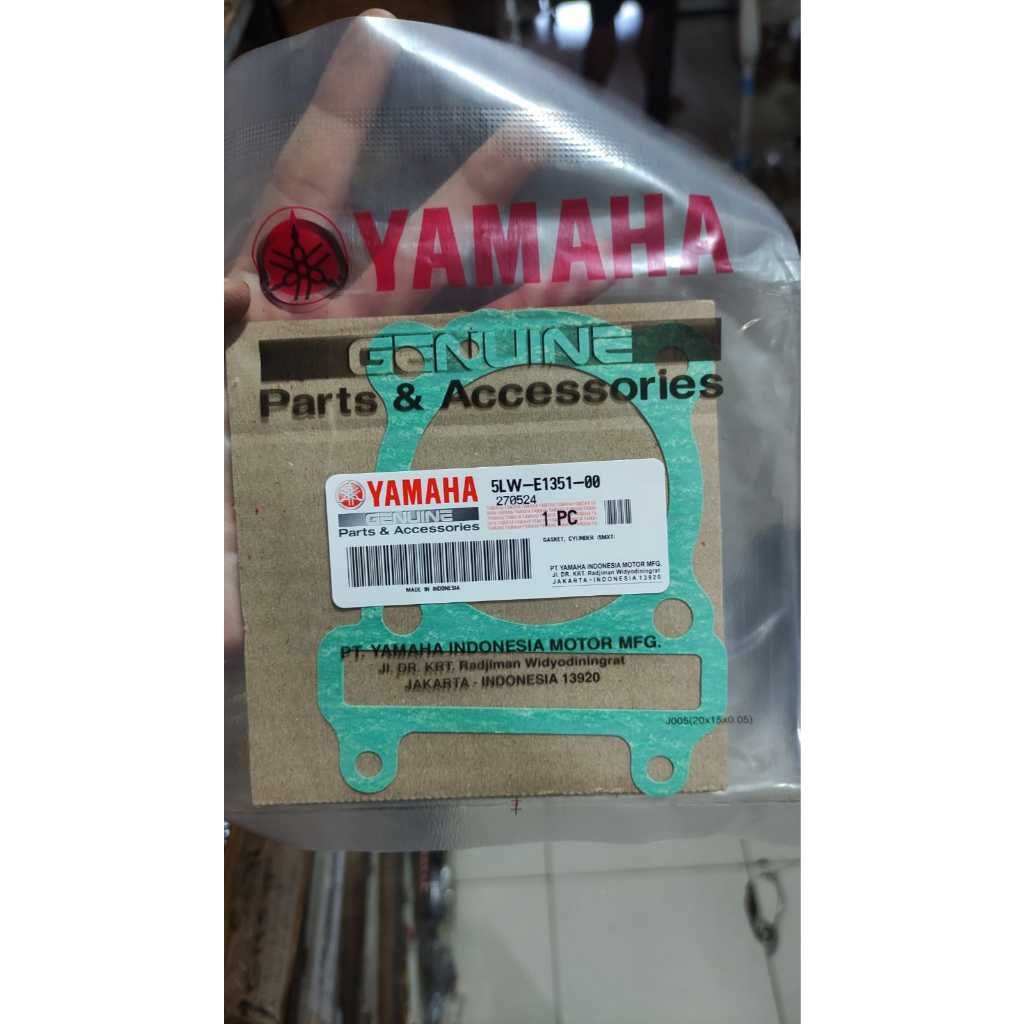 YAMAHA
GENUINE
Parts & Accessories
YAMAHA
GENUINE
Parts & Accessories
5LW-E1351-00
270524
1 PC
GASKET, CYLINDER (5MX1)
PT. YAMAHA INDONESIA MOTOR MFG.
JL. DR. KRT. Radjiman Widyodiningrat
JAKARTA - INDONESIA 13920
MADE IN INDONESIA
PT. YAMAHA INDONESIA MOTOR MFG.
Jl. DR. KRT. Radjiman Widyodiningrat
JAKARTA - INDONESIA 13920
J005(20x15x0.05)